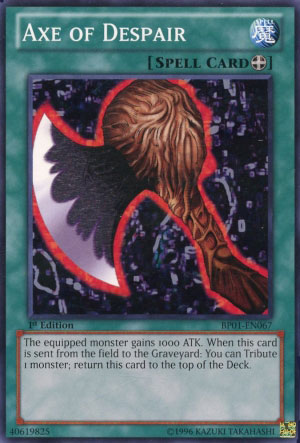 Axe of Despair
[Spell Card]
1st Edition
BP01-EN067
The equipped monster gains 1000 ATK. When this card
is sent from the field to the Graveyard: You can Tribute
1 monster; return this card to the top of the Deck.
40619825
©1996 KAZUKI TAKAHASHI